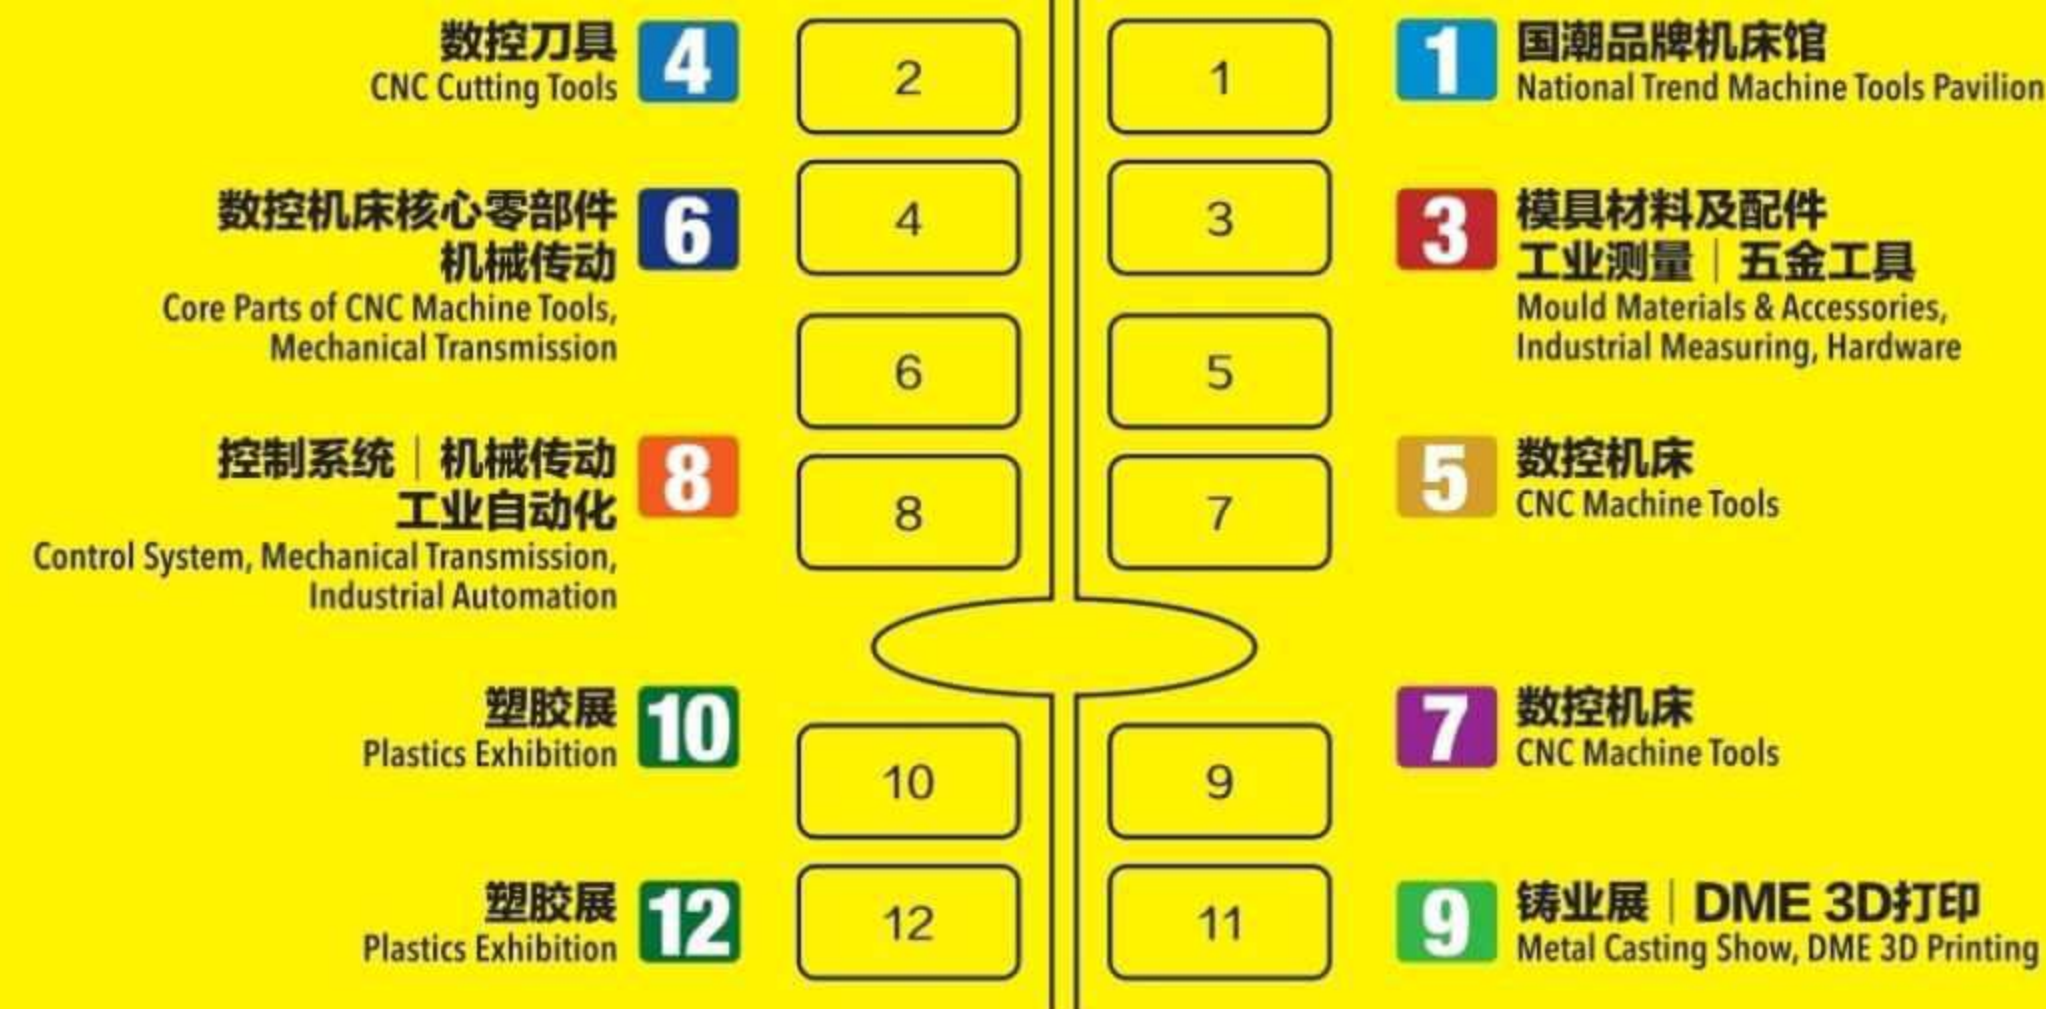 数控刀具 4
CNC Cutting Tools
数控机床核心零部件 6
机械传动
Core Parts of CNC Machine Tools,
Mechanical Transmission
控制系统｜机械传动 8
工业自动化
Control System, Mechanical Transmission,
Industrial Automation
塑胶展 10
Plastics Exhibition
塑胶展 12
Plastics Exhibition
2 1
4 3
6 5
8 7
10 9
12 11
1 国潮品牌机床馆
National Trend Machine Tools Pavilion
3 模具材料及配件
工业测量｜五金工具
Mould Materials & Accessories,
Industrial Measuring, Hardware
5 数控机床
CNC Machine Tools
7 数控机床
CNC Machine Tools
9 铸业展｜DME 3D打印
Metal Casting Show, DME 3D Printing